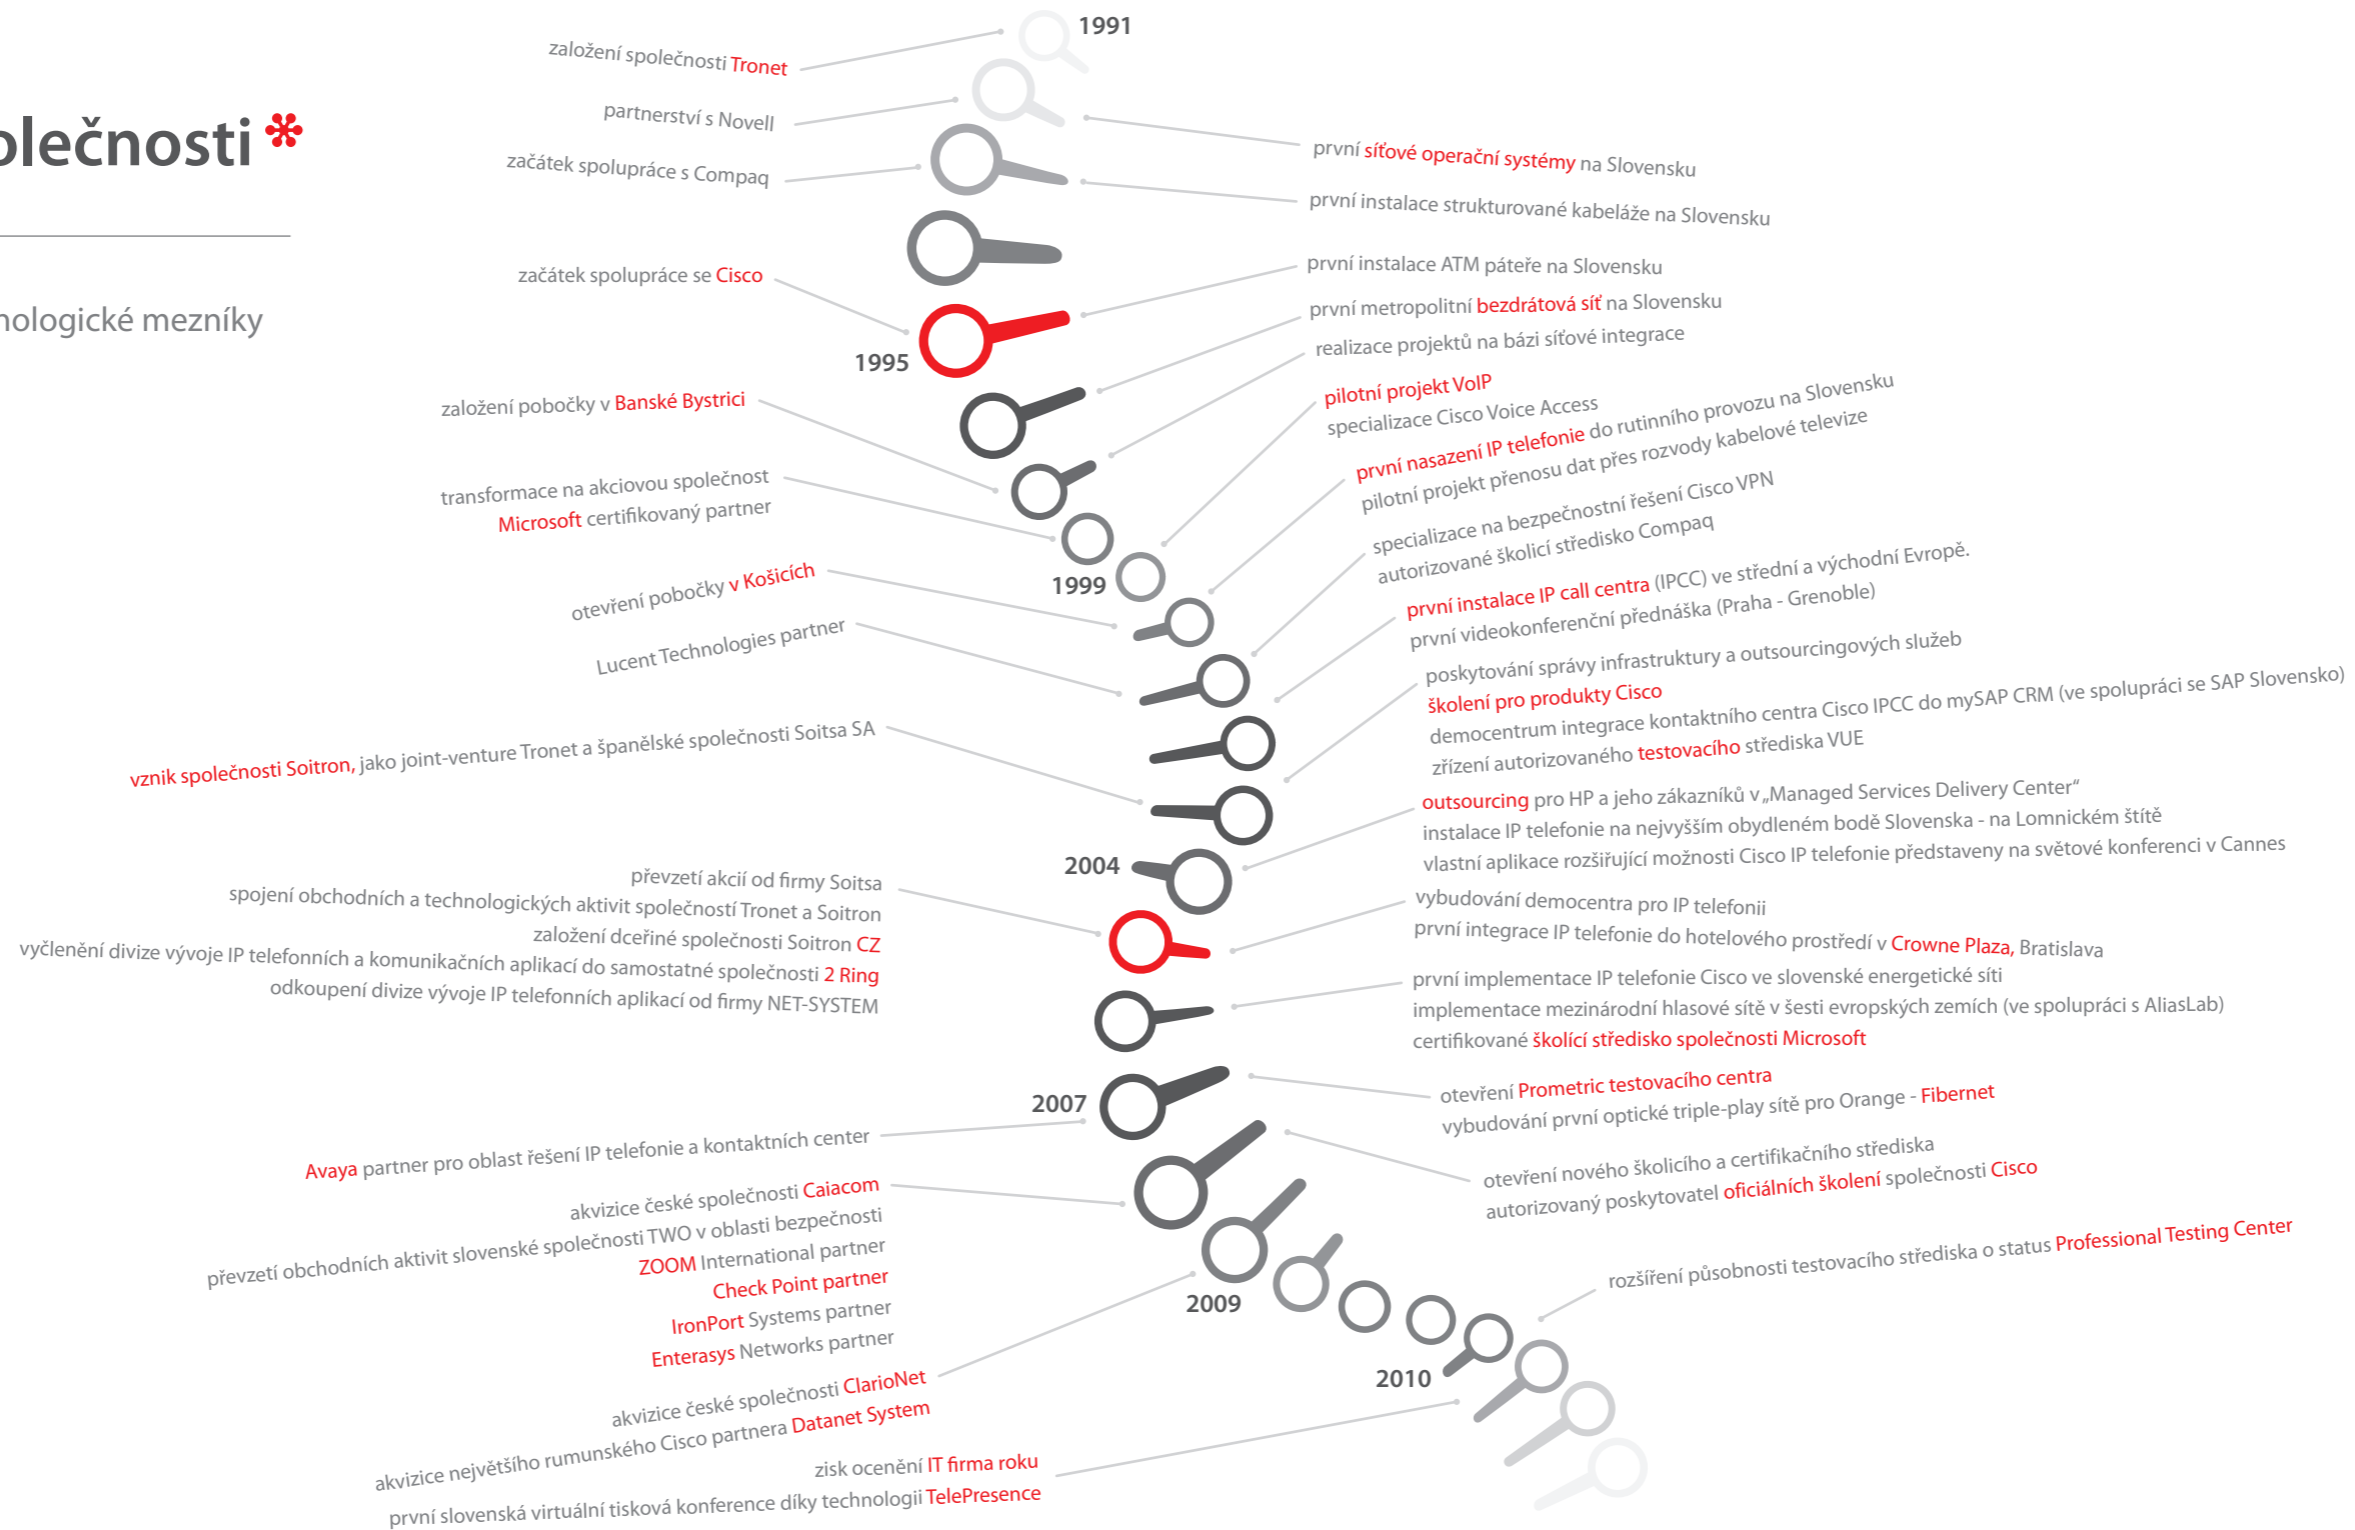 1991
olečnosti
nologické mezníky
založení společnosti Tronet
partnerství s Novell
začátek spolupráce s Compaq
začátek spolupráce se Cisco
1995
založení pobočky v Banské Bystrici
transformace na akciovou společnost
Microsoft certifikovaný partner
1999
otevření pobočky v Košicích
Lucent Technologies partner
vznik společnosti Soitron, jako joint-venture Tronet a španělské společnosti Soitsa SA
2004
převzetí akcií od firmy Soitsa
spojení obchodních a technologických aktivit společností Tronet a Soitron
založení dceřiné společnosti Soitron CZ
vyčlenění divize vývoje IP telefonních a komunikačních aplikací do samostatné společnosti 2 Ring
odkoupení divize vývoje IP telefonních aplikací od firmy NET-SYSTEM
2007
Avaya partner pro oblast řešení IP telefonie a kontaktních center
akvizice české společnosti Caiacom
převzetí obchodních aktivit slovenské společnosti TWO v oblasti bezpečnosti
ZOOM International partner
Check Point partner
IronPort Systems partner
Enterasys Networks partner
2009
akvizice české společnosti ClarioNet
akvizice největšího rumunského Cisco partnera Datanet System
2010
zisk ocenění IT firma roku
první slovenská virtuální tisková konference díky technologii TelePresence
první síťové operační systémy na Slovensku
první instalace strukturované kabeláže na Slovensku
první instalace ATM páteře na Slovensku
první metropolitní bezdrátová síť na Slovensku
realizace projektů na bázi síťové integrace
pilotní projekt VoIP
specializace Cisco Voice Access
první nasazení IP telefonie do rutinního provozu na Slovensku
pilotní projekt přenosu dat přes rozvody kabelové televize
specializace na bezpečnostní řešení Cisco VPN
autorizované školicí středisko Compaq
první instalace IP call centra (IPCC) ve střední a východní Evropě.
první videokonferenční přednáška (Praha - Grenoble)
poskytování správy infrastruktury a outsourcingových služeb
školení pro produkty Cisco
democentrum integrace kontaktního centra Cisco IPCC do mySAP CRM (ve spolupráci se SAP Slovensko)
zřízení autorizovaného testovacího střediska VUE
outsourcing pro HP a jeho zákazníků v „Managed Services Delivery Center“
instalace IP telefonie na nejvyšším obydleném bodě Slovenska - na Lomnickém štítě
vlastní aplikace rozšiřující možnosti Cisco IP telefonie představeny na světové konferenci v Cannes
vybudování democentra pro IP telefonii
první integrace IP telefonie do hotelového prostředí v Crowne Plaza, Bratislava
první implementace IP telefonie Cisco ve slovenské energetické síti
implementace mezinárodní hlasové sítě v šesti evropských zemích (ve spolupráci s AliasLab)
certifikované školící středisko společnosti Microsoft
otevření Prometric testovacího centra
vybudování první optické triple-play sítě pro Orange - Fibernet
otevření nového školicího a certifikačního střediska
autorizovaný poskytovatel oficiálních školení společnosti Cisco
rozšíření působnosti testovacího střediska o status Professional Testing Center